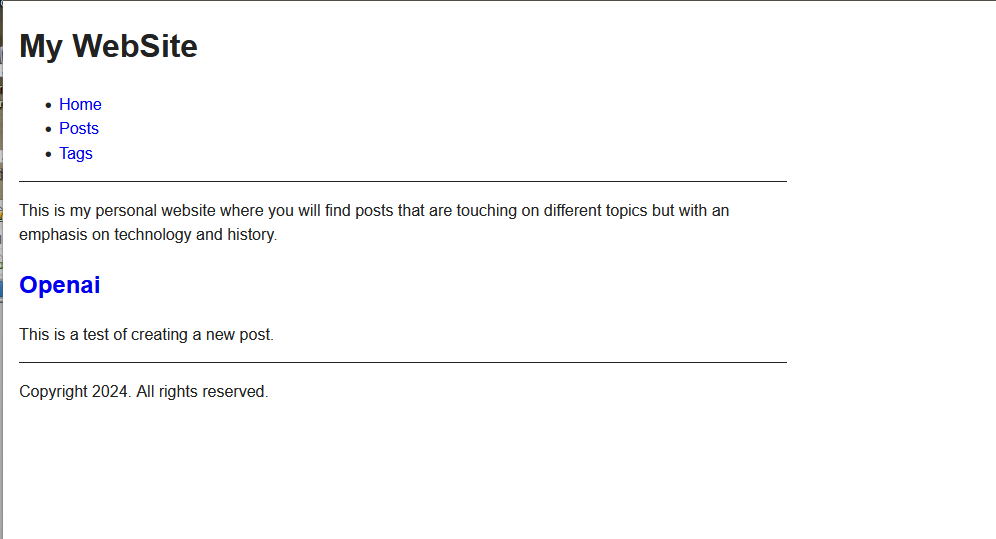 My WebSite
Home
Posts
Tags
This is my personal website where you will find posts that are touching on different topics but with an
emphasis on technology and history.
Openai
This is a test of creating a new post.
Copyright 2024. All rights reserved.